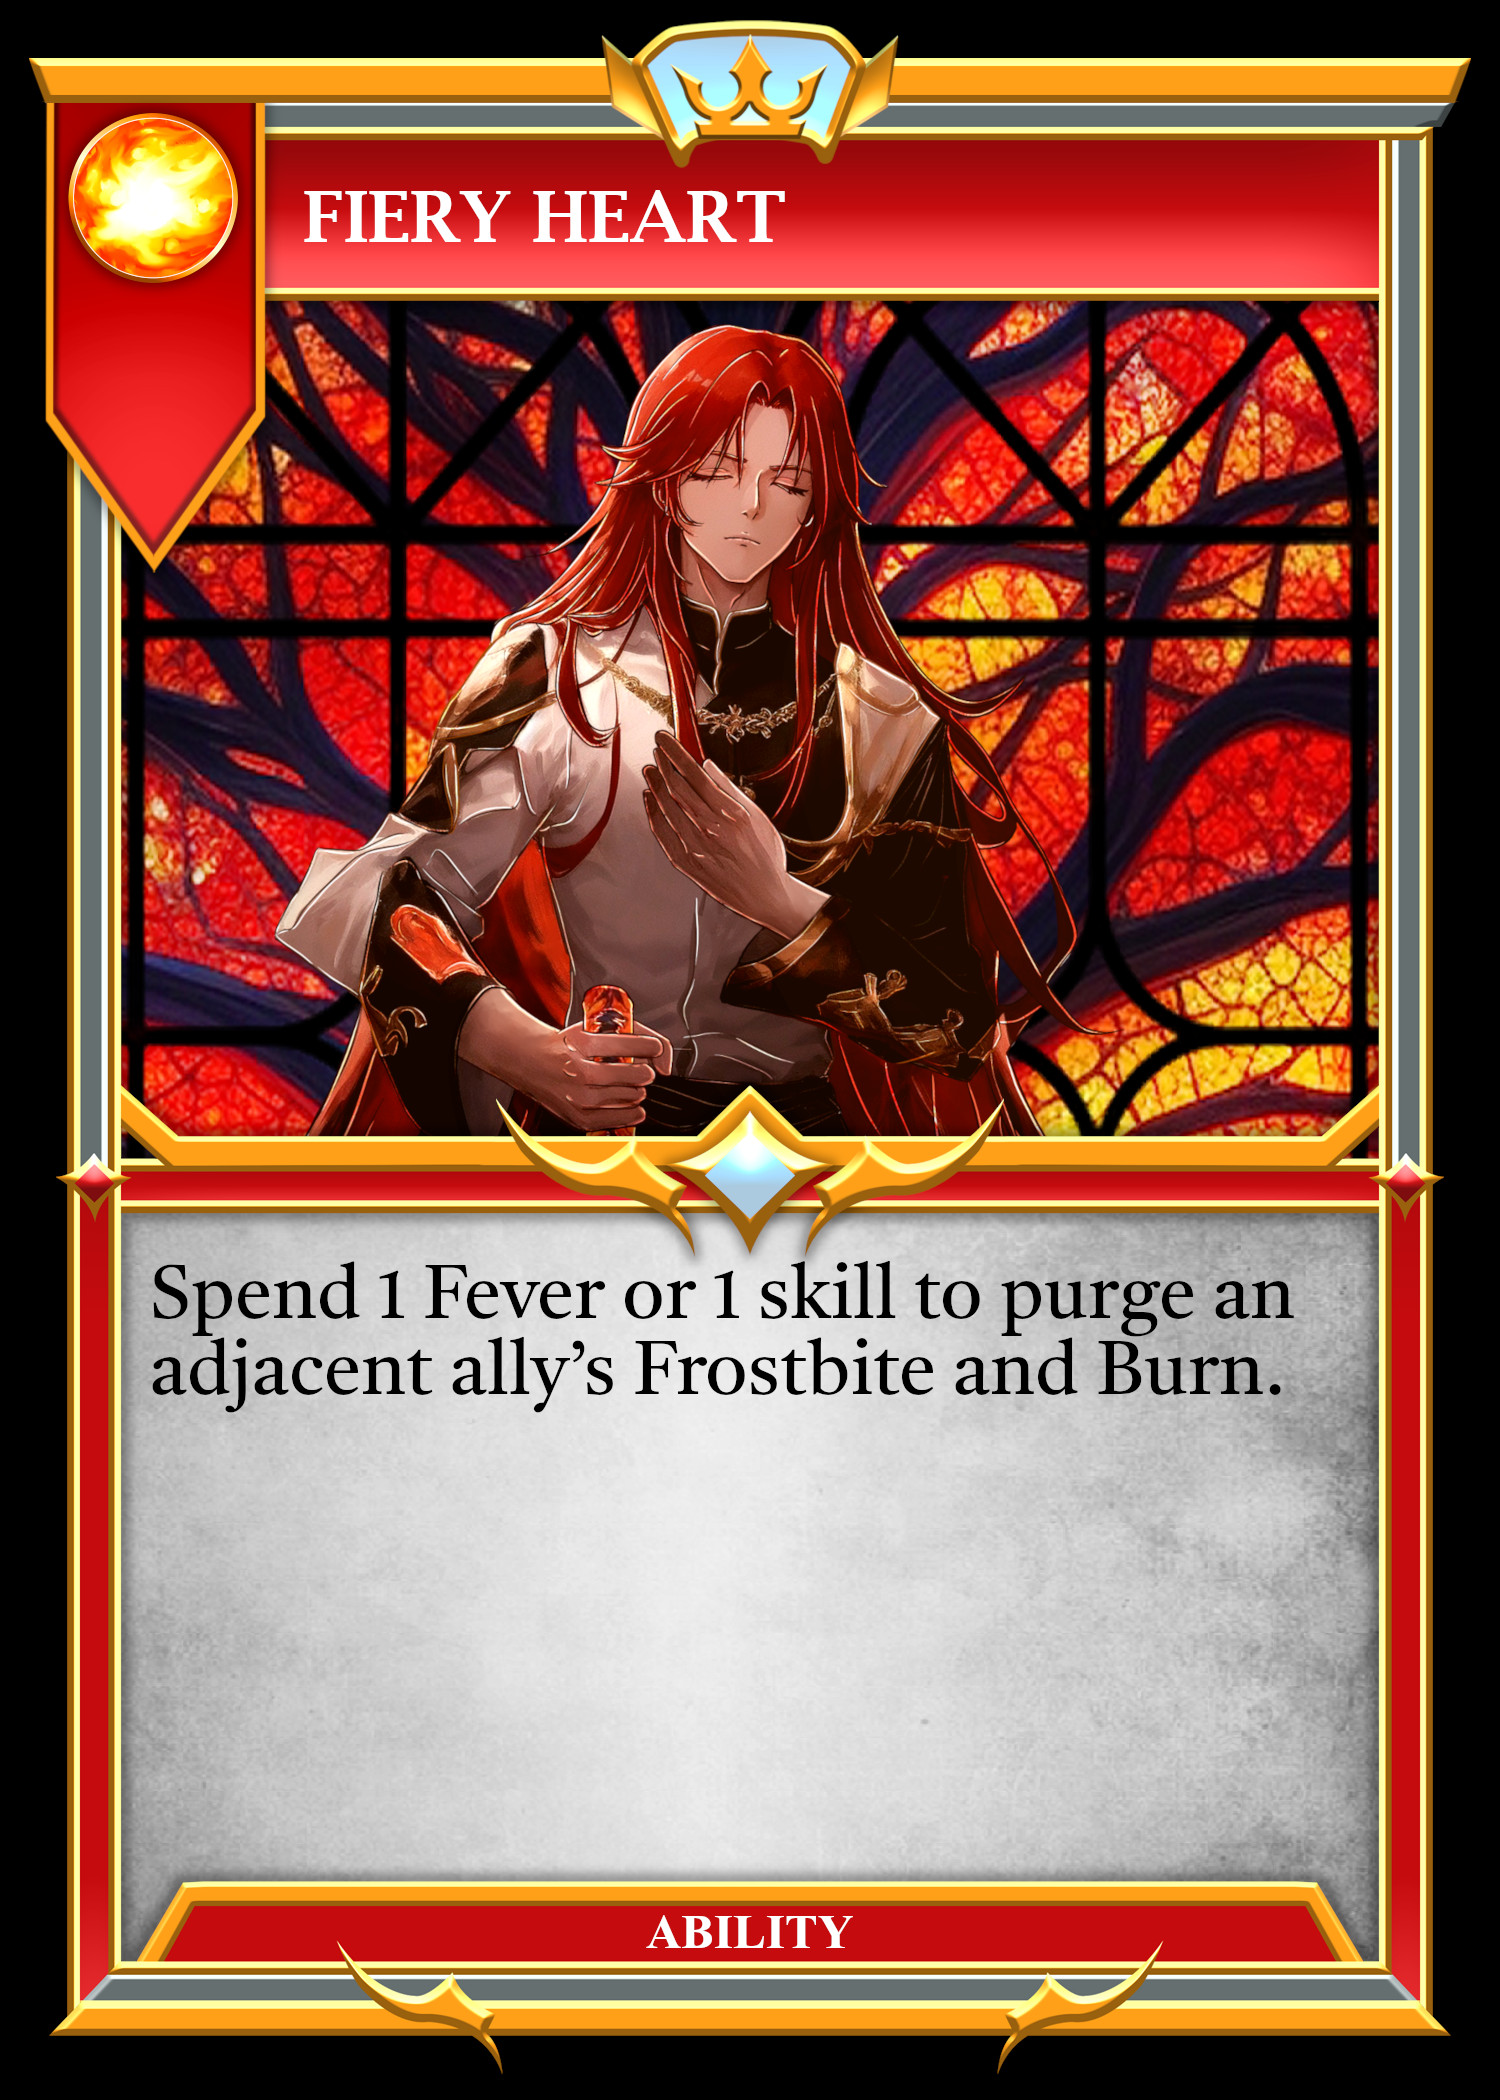 FIERY HEART
Spend 1 Fever or 1 skill to purge an
adjacent ally’s Frostbite and Burn.
ABILITY